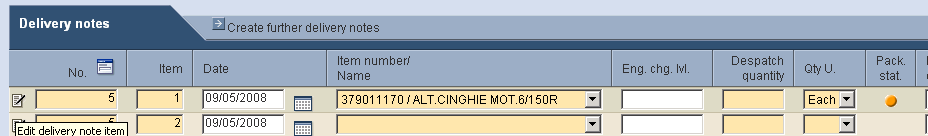 Delivery notes
Create further delivery notes
No. Item Date Item number/ Name Eng. chg. lvl. Despatch quantity Qty U. Pack. stat.
5 1 09/05/2008 379011170 / ALT.CINGHIE MOT.6/150R Each
2 09/05/2008
Edit delivery note item